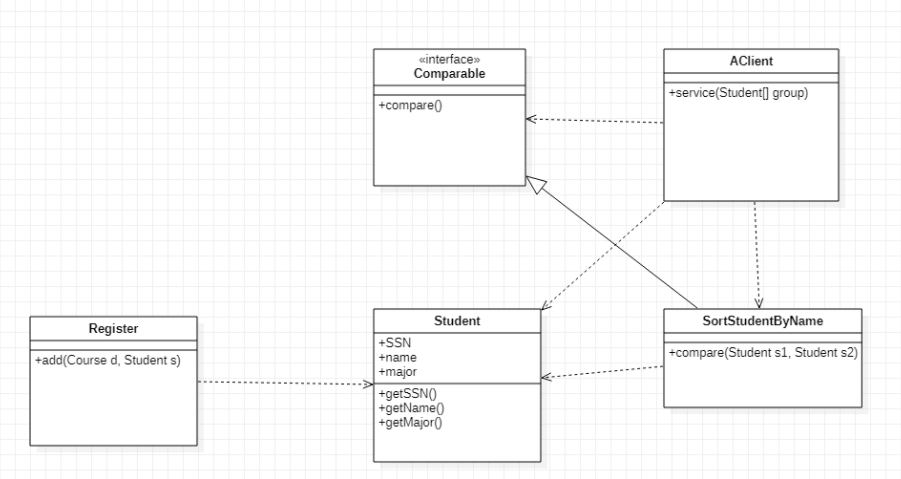 «interface»
Comparable
+compare()
AClient
+service(Student[] group)
Register
+add(Course d, Student s)
Student
+SSN
+name
+major
+getSSN()
+getName()
+getMajor()
SortStudentByName
+compare(Student s1, Student s2)